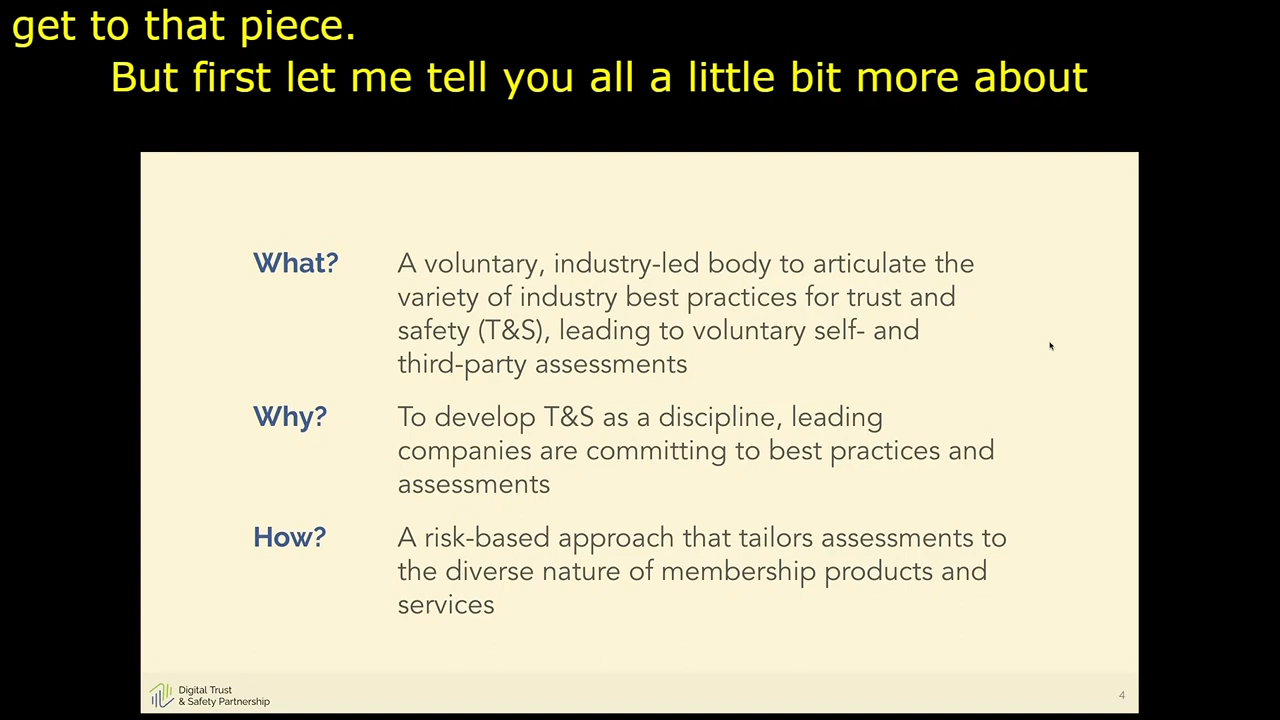 get to that piece.
But first let me tell you all a little bit more about
What?
A voluntary, industry-led body to articulate the
variety of industry best practices for trust and
safety (T&S), leading to voluntary self- and
third-party assessments
Why?
To develop T&S as a discipline, leading
companies are committing to best practices and
assessments
How?
A risk-based approach that tailors assessments to
the diverse nature of membership products and
services
Digital Trust
& Safety Partnership
4